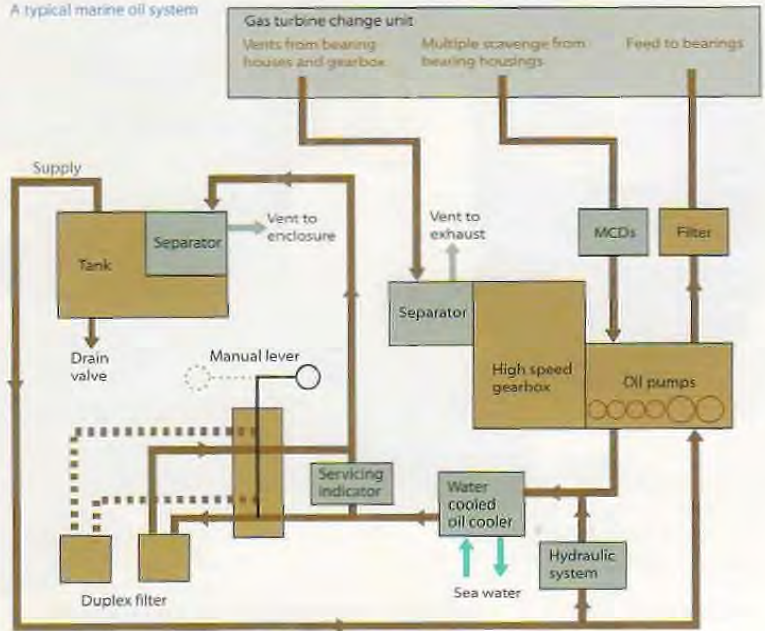 A typical marine oil system
Gas turbine change unit
Vents from bearing
houses and gearbox
Multiple scavenge from
bearing housings
Feed to bearings
Supply
Separator
Vent to
enclosure
Tank
Vent to
exhaust
MCDs
Filter
Separator
Drain
valve
Manual lever
High speed
gearbox
Oil pumps
Servicing
indicator
Water
cooled
oil cooler
Hydraulic
system
Sea water
Duplex filter